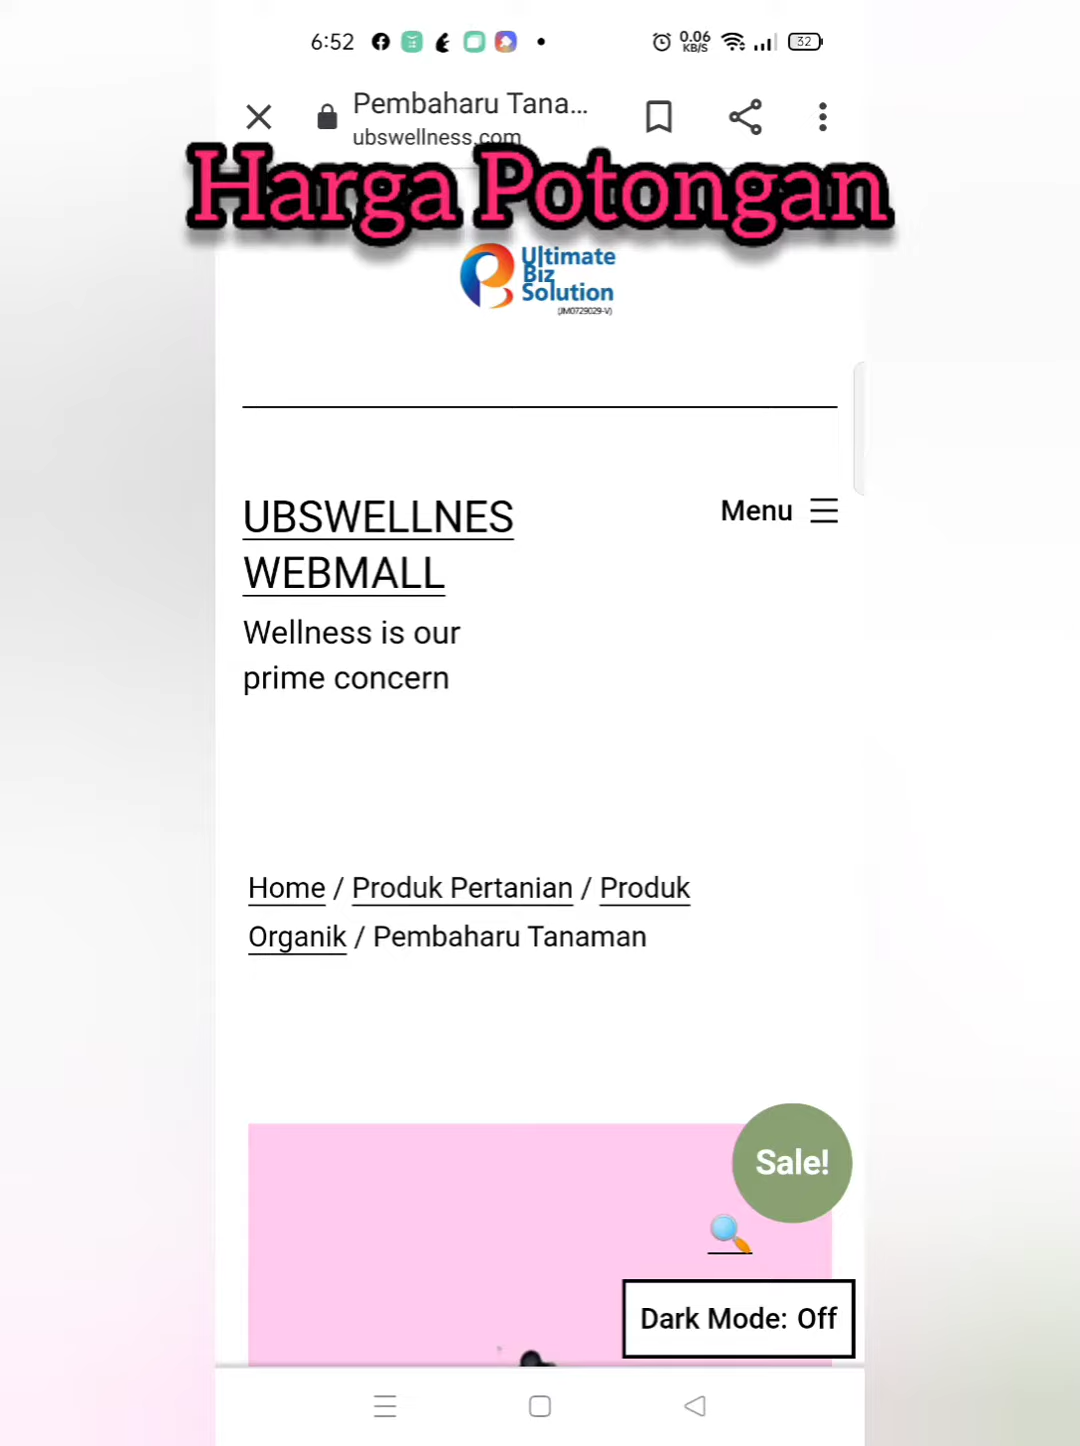 6:52
0.06
KB/S
32
Pembaharu Tana...
ubswellness.com
Harga Potongan
Ultimate
Biz
Solution
(JM0729029-V)
UBSWELLNES
WEBMALL
Menu
Wellness is our
prime concern
Home / Produk Pertanian / Produk
Organik / Pembaharu Tanaman
Sale!
Dark Mode: Off